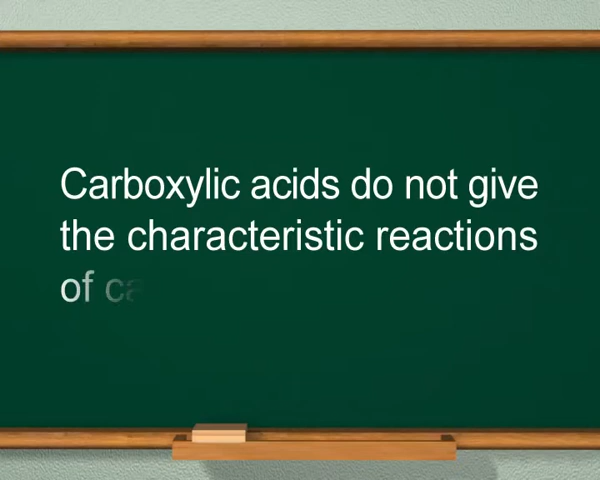 Carboxylic acids do not give
the characteristic reactions
of